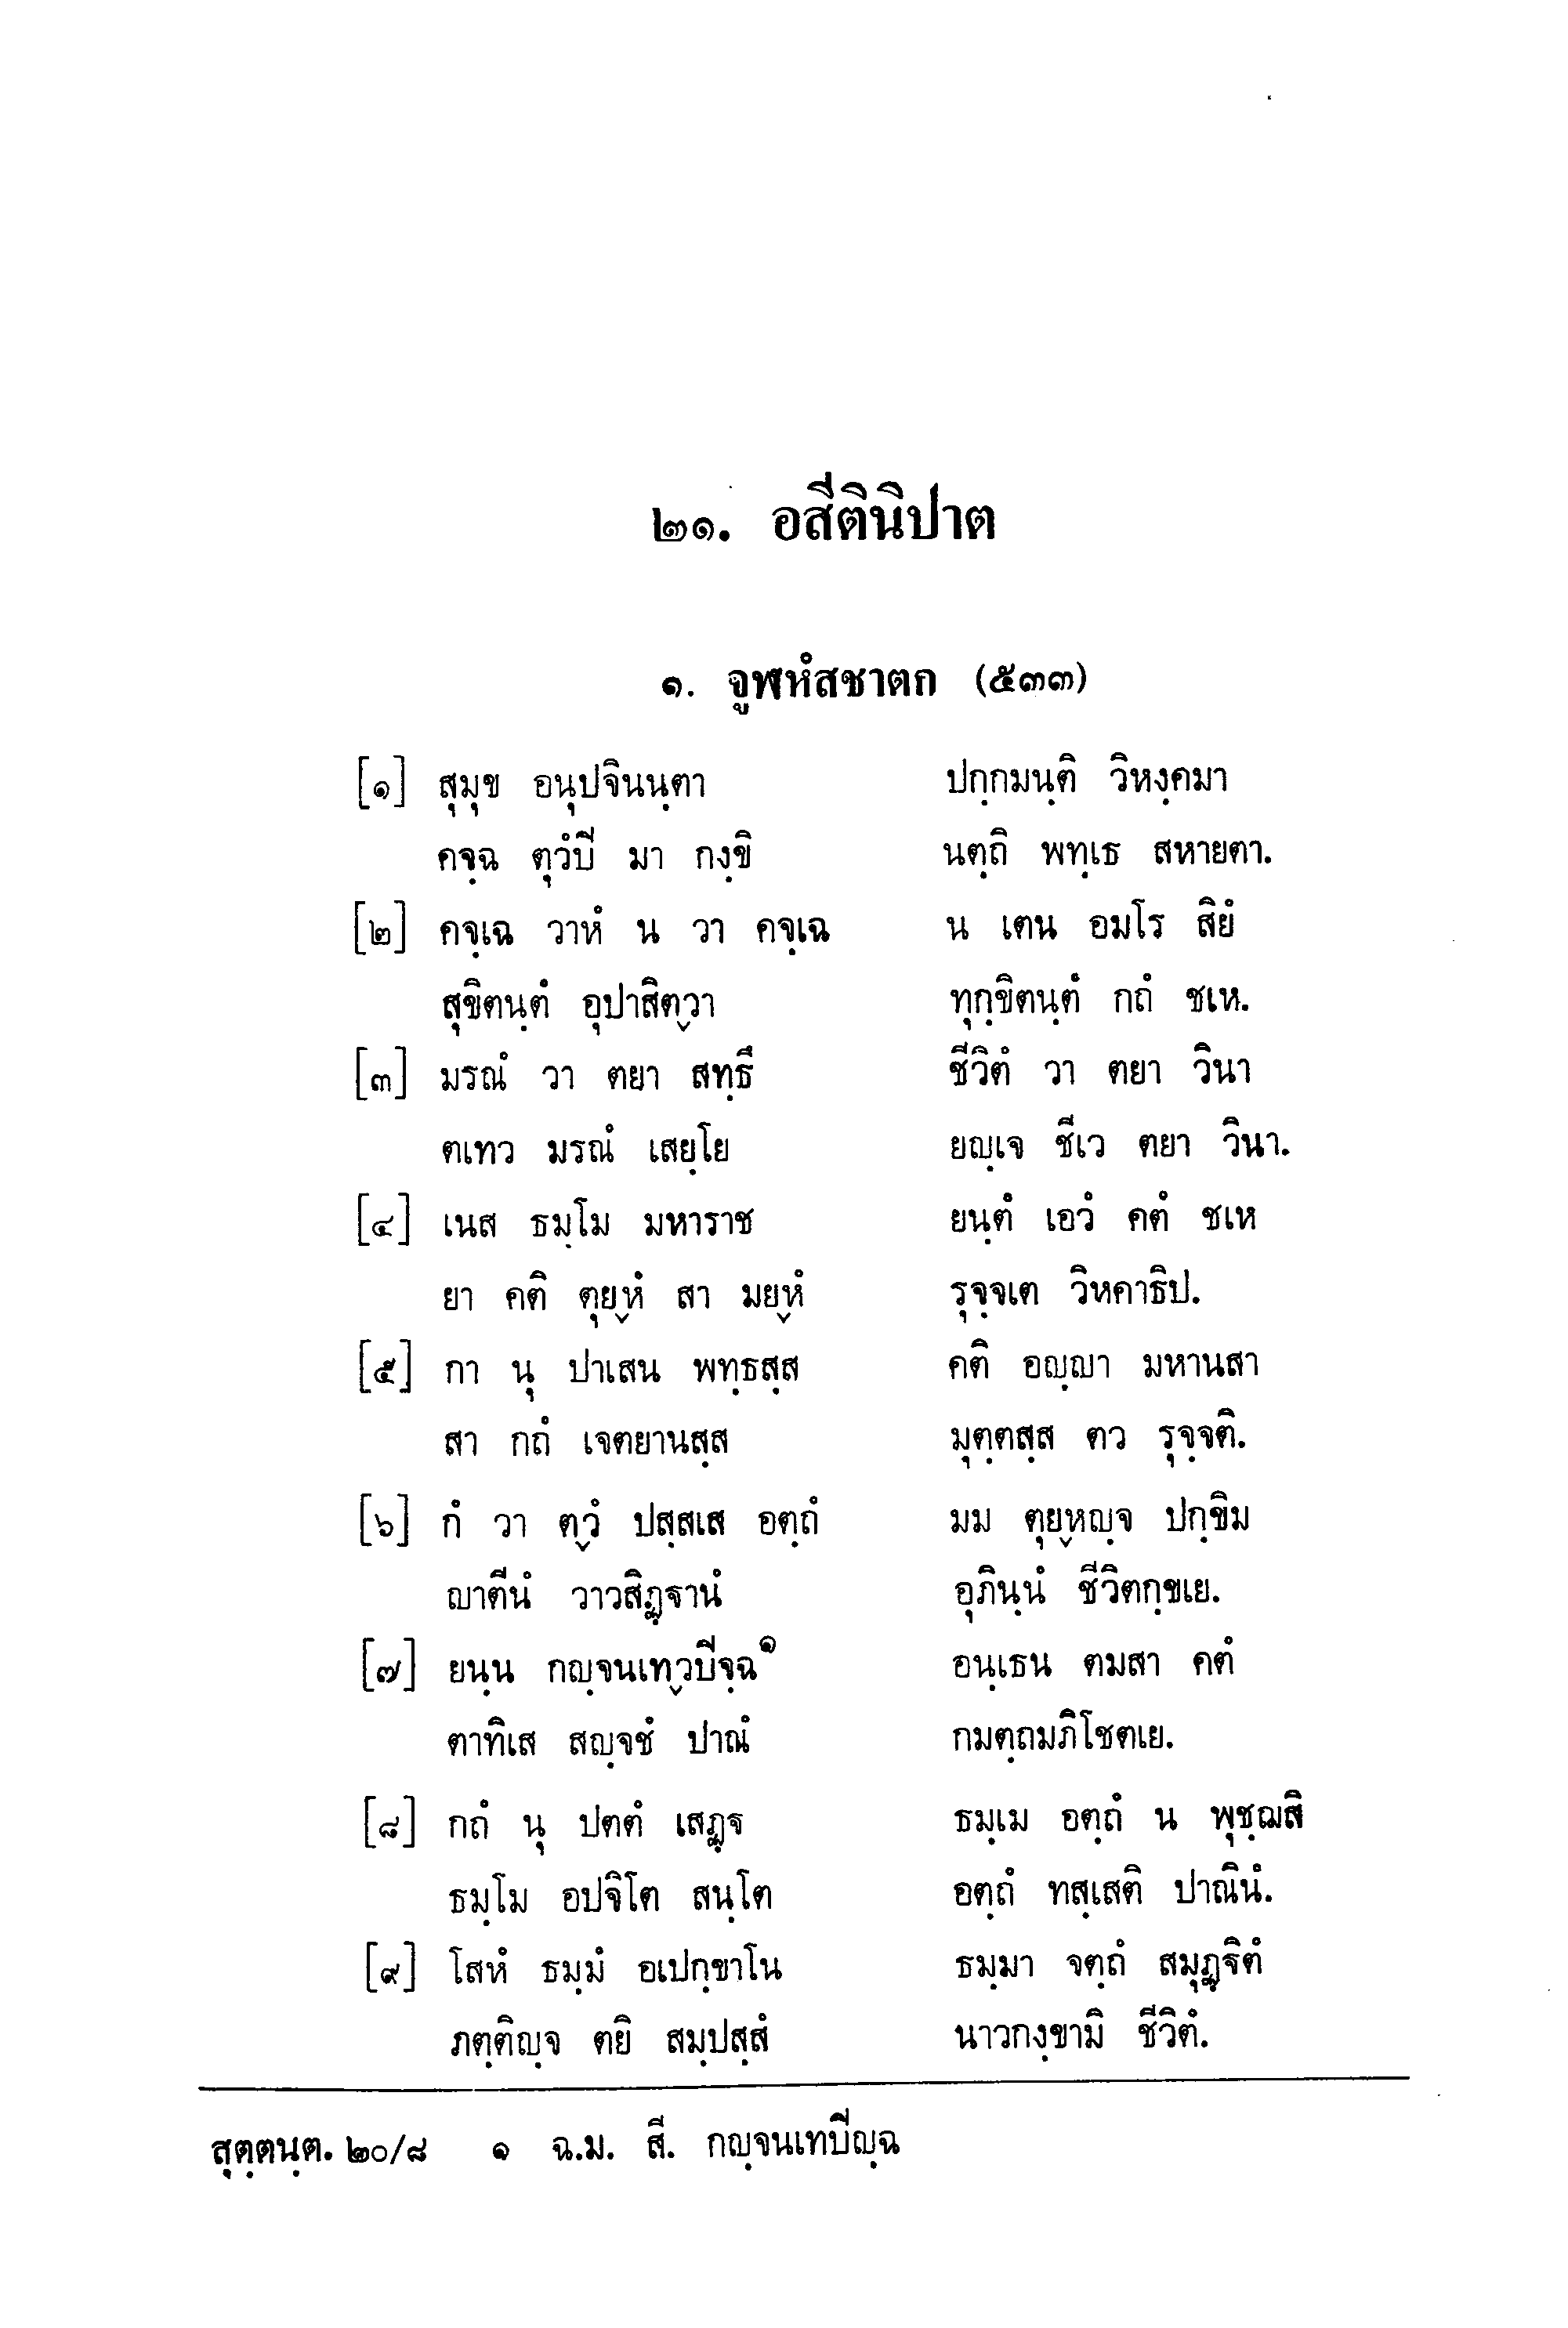 ๒๑. อสีตินิปาต
๑. จูฬหํสชาตก (๕๓๓)
[๑] สุมุข อนุปจินนฺตา ปกฺกมนฺติ วิหงฺคมา
คจฺฉ ตุวํปี มา กงฺขิ นตฺถิ พทฺเธ สหายตา.
[๒] คจฺเฉ วาหํ น วา คจฺเฉ น เตน อมโร สิยํ
สุขิตนฺตํ อุปาสิตฺวา ทุกฺขิตนฺตํ กถํ ชเห.
[๓] มรณํ วา ตยา สทฺธึ ชีวิตํ วา ตยา วินา
ตเทว มรณํ เสยฺโย ยญฺเจ ชีเว ตยา วินา.
[๔] เนส ธมฺโม มหาราช ยนฺตํ เอวํ คตํ ชเห
ยา คติ ตุยฺหํ สา มยฺหํ รุจฺจเต วิหคาธิป.
[๕] กา นุ ปาเสน พทฺธสฺส คติ อญฺญา มหานสา
สา กถํ เจตยานสฺส มุตฺตสฺส ตว รุจฺจติ.
[๖] กํ วา ตฺวํ ปสฺสเส อตฺถํ มม ตุยฺหญฺจ ปกฺขิม
ญาตีนํ วาวสิฏฺฐานํ อุภินฺนํ ชีวิตกฺขเย.
[๗] ยนฺน กญฺจนเทฺวปีจฺฉ๑ อนฺเธน ตมสา คตํ
ตาทิเส สญฺจชํ ปาณํ กมตฺถมภิโชตเย.
[๘] กถํ นุ ปตตํ เสฏฺฐ ธมฺเม อตฺถํ น พุชฺฌสิ
ธมฺโม อปจิโต สนฺโต อตฺถํ ทสฺเสติ ปาณินํ.
[๙] โสหํ ธมฺมํ อเปกฺขาโน ธมฺมา จตฺถํ สมุฏฺฐิตํ
ภตฺติญฺจ ตยิ สมฺปสฺสํ นาวกงฺขามิ ชีวิตํ.
สุตฺตนฺต. ๒๐/๘ ๑ ฉ.ม. สี. กญฺจนเทปีญฺฉ